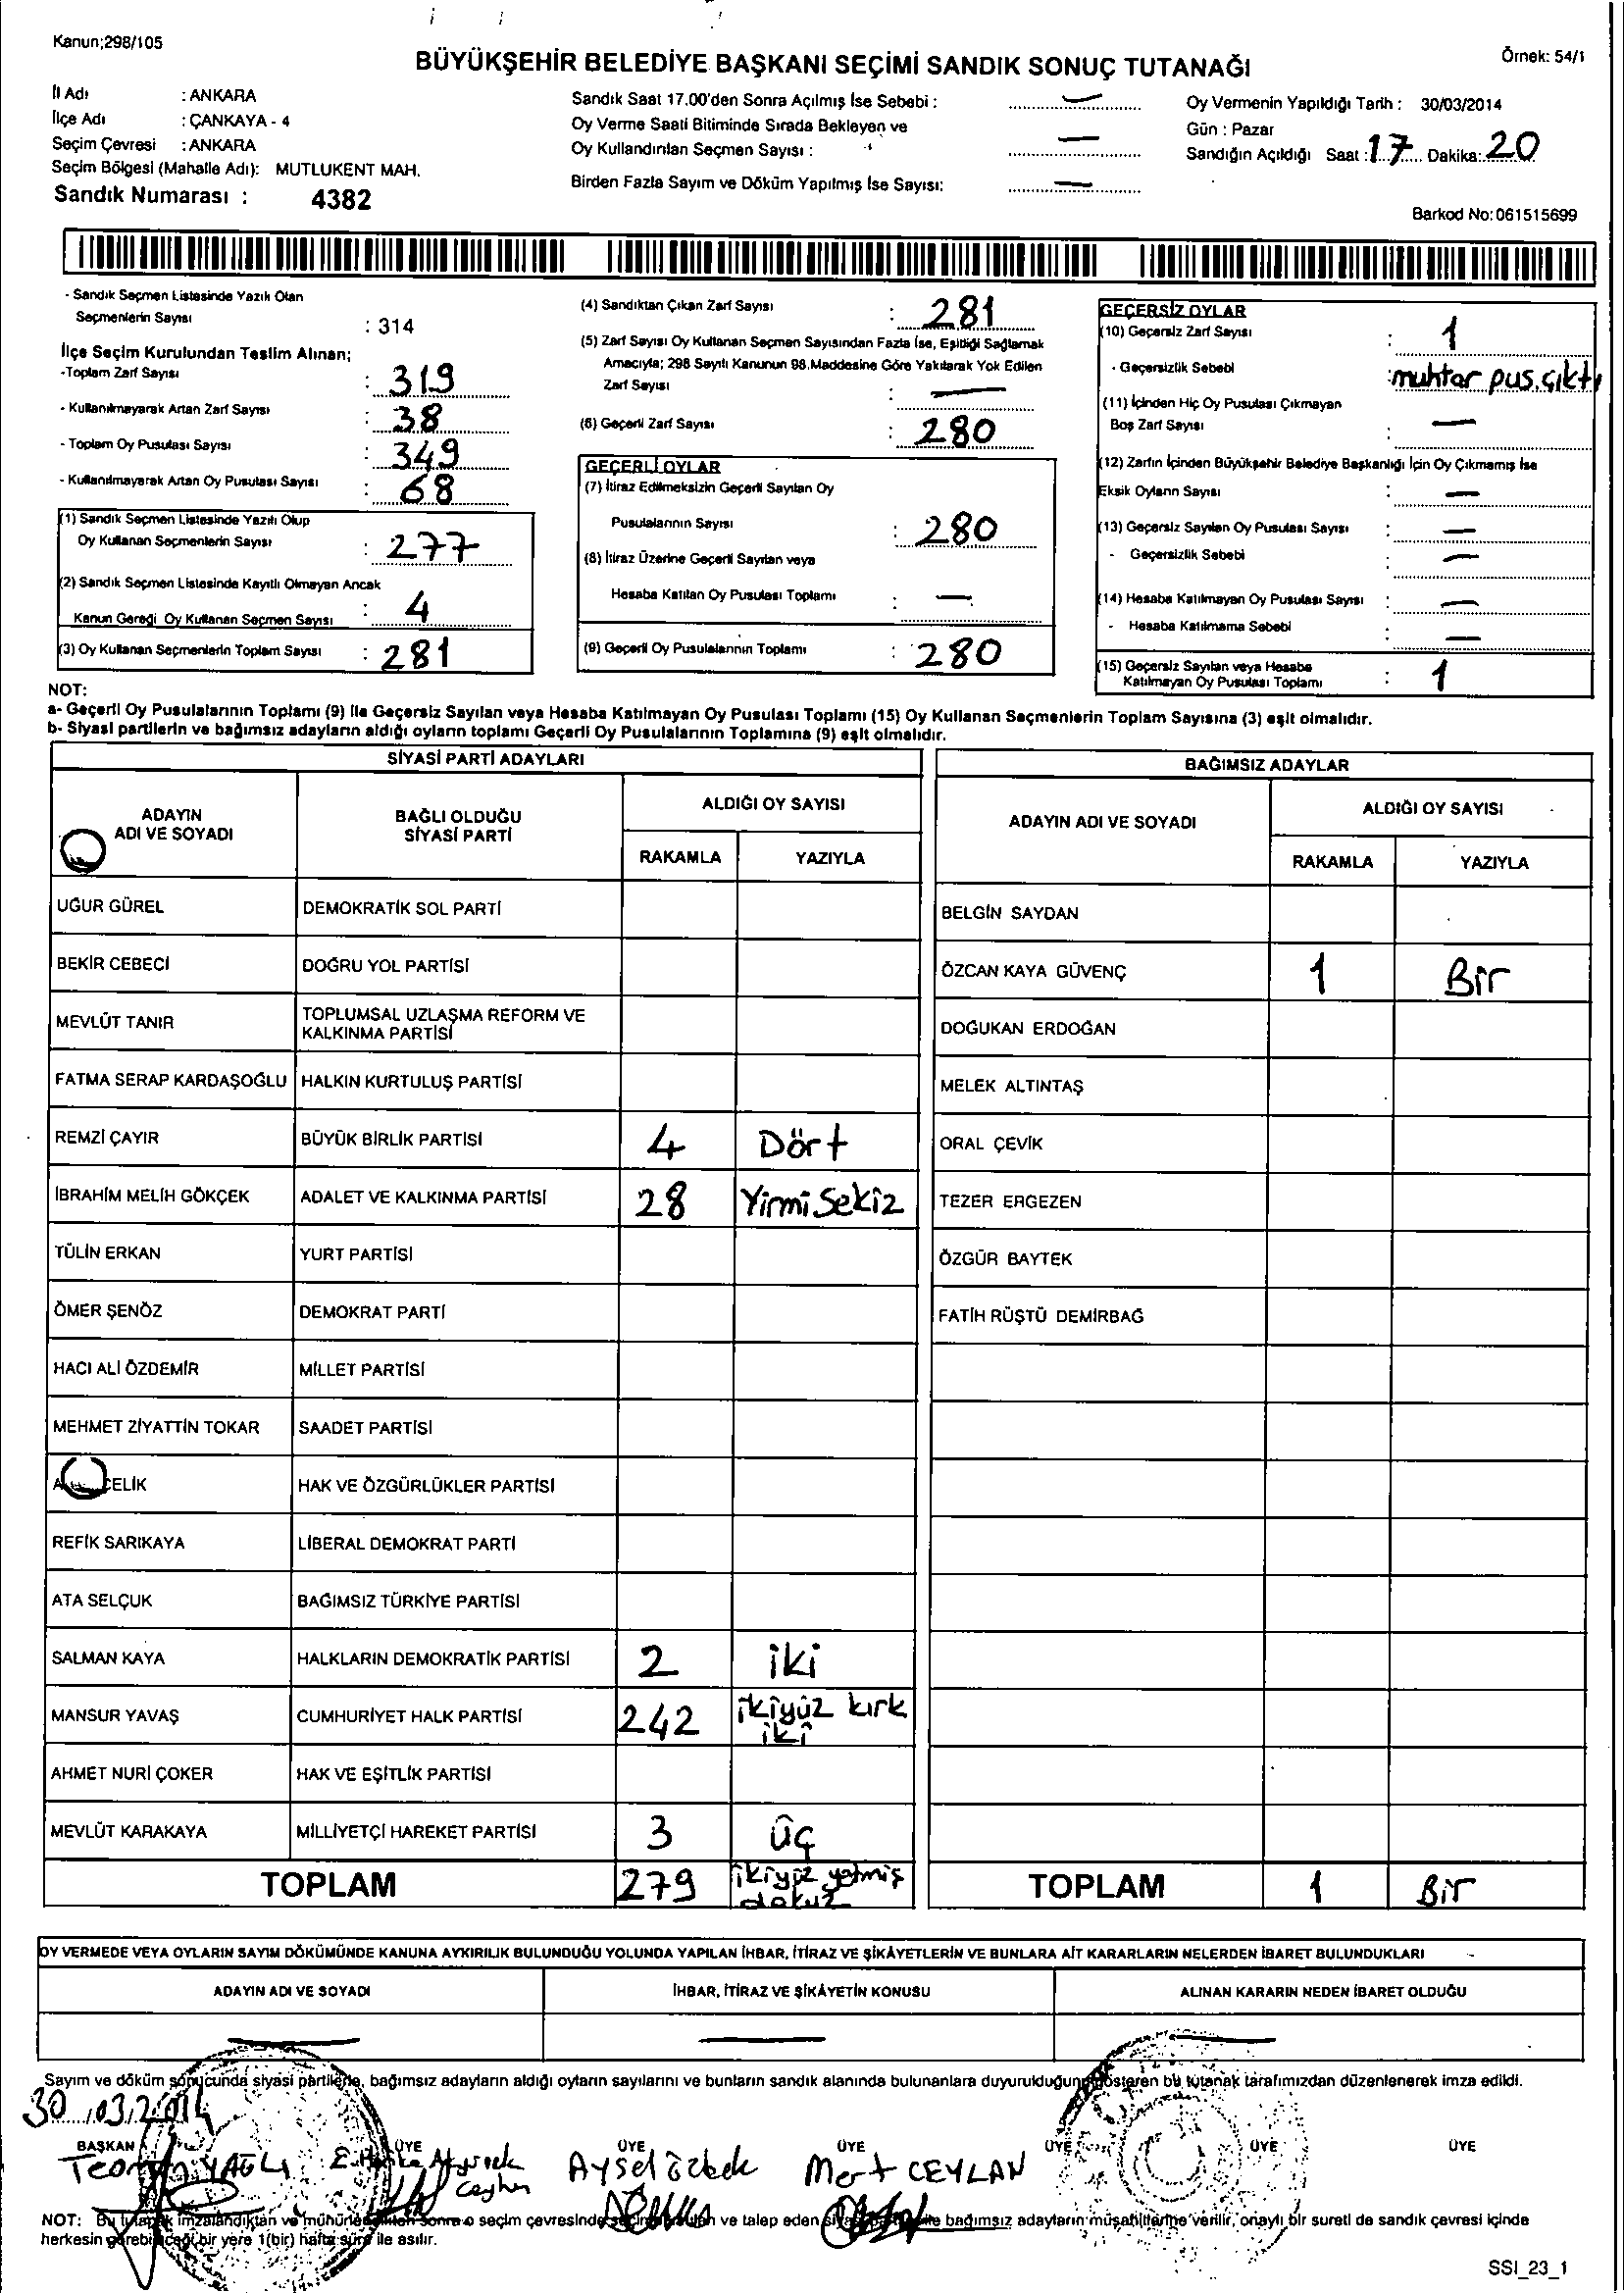 Kanun;298/105
BÜYÜKŞEHİR BELEDİYE BAŞKANI SEÇİMİ SANDIK SONUÇ TUTANAĞI
Örnek: 54/1
İl Adı : ANKARA
İlçe Adı : ÇANKAYA - 4
Seçim Çevresi : ANKARA
Seçim Bölgesi (Mahalle Adı): MUTLUKENT MAH.
Sandık Numarası : 4382
Sandık Saat 17.00'den Sonra Açılmış İse Sebebi : —
Oy Verme Saati Bitiminde Sırada Bekleyen ve
Oy Kullandırılan Seçmen Sayısı : —
Birden Fazla Sayım ve Döküm Yapılmış İse Sayısı: —
Oy Vermenin Yapıldığı Tarih : 30/03/2014
Gün : Pazar
Sandığın Açıldığı Saat : 17 Dakika: 20
Barkod No: 061515699
- Sandık Seçmen Listesinde Yazılı Olan
Seçmenlerin Sayısı : 314
İlçe Seçim Kurulundan Teslim Alınan;
-Toplam Zarf Sayısı : 319
- Kullanılmayarak Artan Zarf Sayısı : 38
- Toplam Oy Pusulası Sayısı : 349
- Kullanılmayarak Artan Oy Pusulası Sayısı : 68
(1) Sandık Seçmen Listesinde Yazılı Olup
Oy Kullanan Seçmenlerin Sayısı : 277
(2) Sandık Seçmen Listesinde Kayıtlı Olmayan Ancak
Kanun Gereği Oy Kullanan Seçmen Sayısı : 4
(3) Oy Kullanan Seçmenlerin Toplam Sayısı : 281
(4) Sandıktan Çıkan Zarf Sayısı : 281
(5) Zarf Sayısı Oy Kullanan Seçmen Sayısından Fazla İse, Eşitliği Sağlamak
Amacıyla; 298 Sayılı Kanunun 98.Maddesine Göre Yakılarak Yok Edilen
Zarf Sayısı : —
(6) Geçerli Zarf Sayısı : 280
GEÇERLİ OYLAR
(7) İtiraz Edilmeksizin Geçerli Sayılan Oy
Pusulalarının Sayısı : 280
(8) İtiraz Üzerine Geçerli Sayılan veya
Hesaba Katılan Oy Pusulası Toplamı : —
(9) Geçerli Oy Pusulalarının Toplamı : 280
GEÇERSİZ OYLAR
(10) Geçersiz Zarf Sayısı : 1
- Geçersizlik Sebebi : muhtar pus. çıktı
(11) İçinden Hiç Oy Pusulası Çıkmayan
Boş Zarf Sayısı : —
(12) Zarfın İçinden Büyükşehir Belediye Başkanlığı İçin Oy Çıkmamış İse
Eksik Oyların Sayısı : —
(13) Geçersiz Sayılan Oy Pusulası Sayısı : —
- Geçersizlik Sebebi : —
(14) Hesaba Katılmayan Oy Pusulası Sayısı : —
- Hesaba Katılmama Sebebi : —
(15) Geçersiz Sayılan veya Hesaba
Katılmayan Oy Pusulası Toplamı : 1
NOT:
a- Geçerli Oy Pusulalarının Toplamı (9) ile Geçersiz Sayılan veya Hesaba Katılmayan Oy Pusulası Toplamı (15) Oy Kullanan Seçmenlerin Toplam Sayısına (3) eşit olmalıdır.
b- Siyasi partilerin ve bağımsız adayların aldığı oyların toplamı Geçerli Oy Pusulalarının Toplamına (9) eşit olmalıdır.
SİYASİ PARTİ ADAYLARI
ADAYIN ADI VE SOYADI
BAĞLI OLDUĞU SİYASİ PARTİ
ALDIĞI OY SAYISI
RAKAMLA YAZIYLA
UĞUR GÜREL DEMOKRATİK SOL PARTİ
BEKİR CEBECİ DOĞRU YOL PARTİSİ
MEVLÜT TANIR TOPLUMSAL UZLAŞMA REFORM VE
KALKINMA PARTİSİ
FATMA SERAP KARDAŞOĞLU HALKIN KURTULUŞ PARTİSİ
REMZİ ÇAYIR BÜYÜK BİRLİK PARTİSİ 4 Dört
İBRAHİM MELİH GÖKÇEK ADALET VE KALKINMA PARTİSİ 28 Yirmi Sekiz
TÜLİN ERKAN YURT PARTİSİ
ÖMER ŞENÖZ DEMOKRAT PARTİ
HACI ALİ ÖZDEMİR MİLLET PARTİSİ
MEHMET ZİYATTİN TOKAR SAADET PARTİSİ
ÇELİK HAK VE ÖZGÜRLÜKLER PARTİSİ
REFİK SARIKAYA LİBERAL DEMOKRAT PARTİ
ATA SELÇUK BAĞIMSIZ TÜRKİYE PARTİSİ
SALMAN KAYA HALKLARIN DEMOKRATİK PARTİSİ 2 iki
MANSUR YAVAŞ CUMHURİYET HALK PARTİSİ 242 ikiyüz kırk
iki
AHMET NURİ ÇOKER HAK VE EŞİTLİK PARTİSİ
MEVLÜT KARAKAYA MİLLİYETÇİ HAREKET PARTİSİ 3 üç
TOPLAM 279 ikiyüz yetmiş
dokuz
BAĞIMSIZ ADAYLAR
ADAYIN ADI VE SOYADI
ALDIĞI OY SAYISI
RAKAMLA YAZIYLA
BELGİN SAYDAN
ÖZCAN KAYA GÜVENÇ 1 Bir
DOĞUKAN ERDOĞAN
MELEK ALTINTAŞ
ORAL ÇEVİK
TEZER ERGEZEN
ÖZGÜR BAYTEK
FATİH RÜŞTÜ DEMİRBAĞ
TOPLAM 1 Bir
OY VERMEDE VEYA OYLARIN SAYIM DÖKÜMÜNDE KANUNA AYKIRILIK BULUNDUĞU YOLUNDA YAPILAN İHBAR, İTİRAZ VE ŞİKÂYETLERİN VE BUNLARA AİT KARARLARIN NELERDEN İBARET BULUNDUKLARI
ADAYIN ADI VE SOYADI
İHBAR, İTİRAZ VE ŞİKÂYETİN KONUSU
ALINAN KARARIN NEDEN İBARET OLDUĞU
Sayım ve döküm sonucunda siyasi partilerle, bağımsız adayların aldığı oyların sayılarını ve bunların sandık alanında bulunanlara duyurulduğunu gösteren bu tutanak tarafımızdan düzenlenerek imza edildi.
30.03.2014
BAŞKAN ÜYE ÜYE ÜYE ÜYE ÜYE ÜYE
Teoman YAĞLI Aysel Özbek Mert CEYLAN
NOT: Bu tutanak imzalandıktan ve mühürlendikten sonra o seçim çevresinde ve talep eden bağımsız adayların müşahitlerine verilir, onaylı bir sureti de sandık çevresi içinde
herkesin görebileceği bir yere 1(bir) hafta süre ile asılır.
SSI_23_1